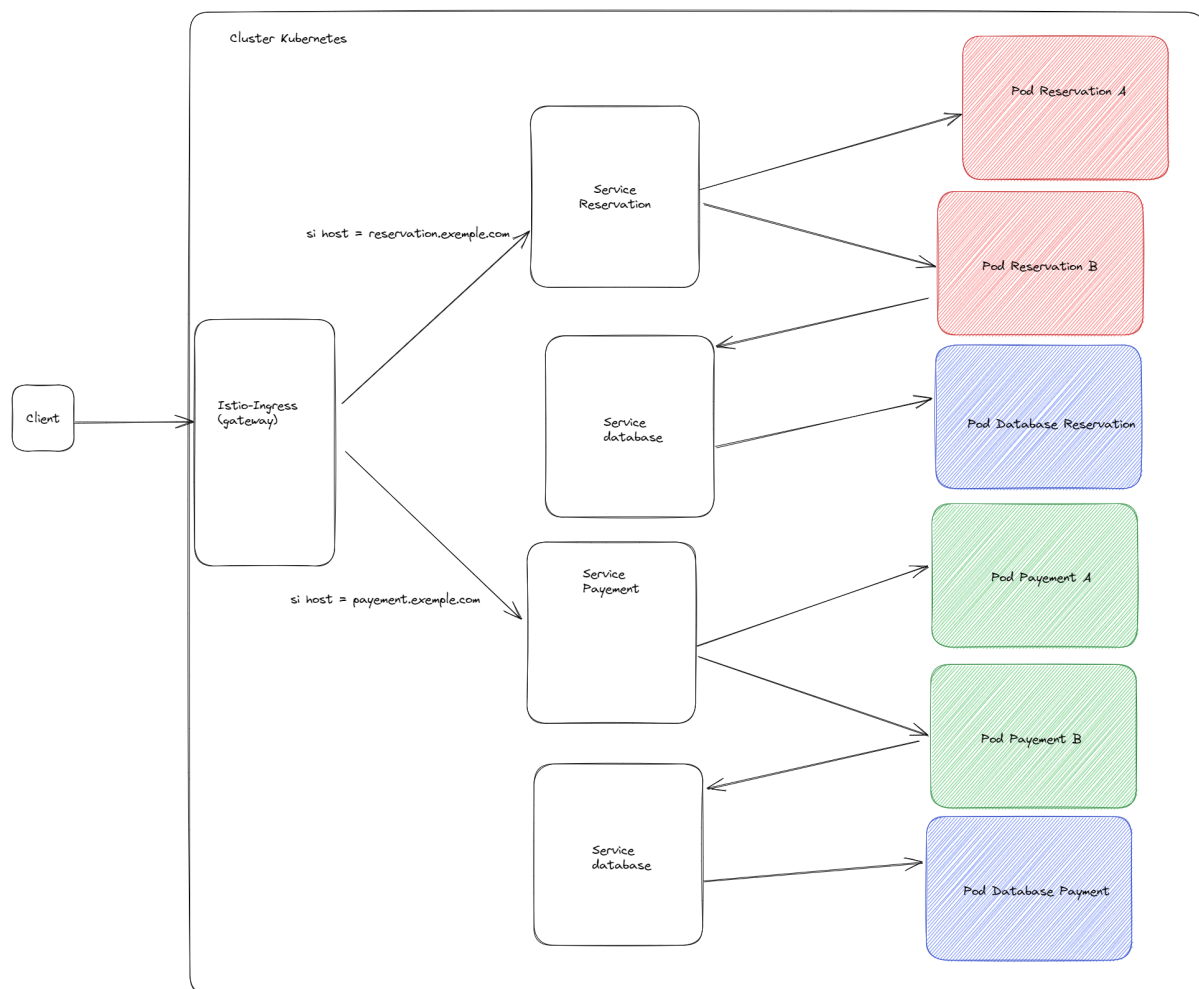 Cluster Kubernetes
Pod Reservation A
Service
Reservation
si host = reservation.exemple.com
Pod Reservation B
Client
Istio-Ingress
(gateway)
Service
database
Pod Database Reservation
Service
Payement
si host = payement.exemple.com
Pod Payement A
Pod Payement B
Service
database
Pod Database Payment